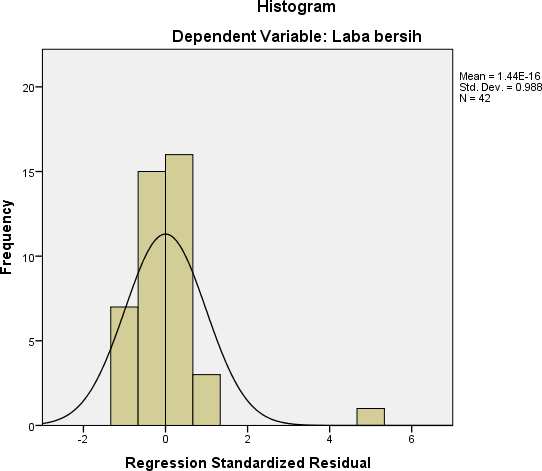 Histogram
Dependent Variable: Laba bersih
Mean = 1.44E-16
Std. Dev. = 0.988
N = 42
Frequency
20
15
10
5
0
-2 0 2 4 6
Regression Standardized Residual